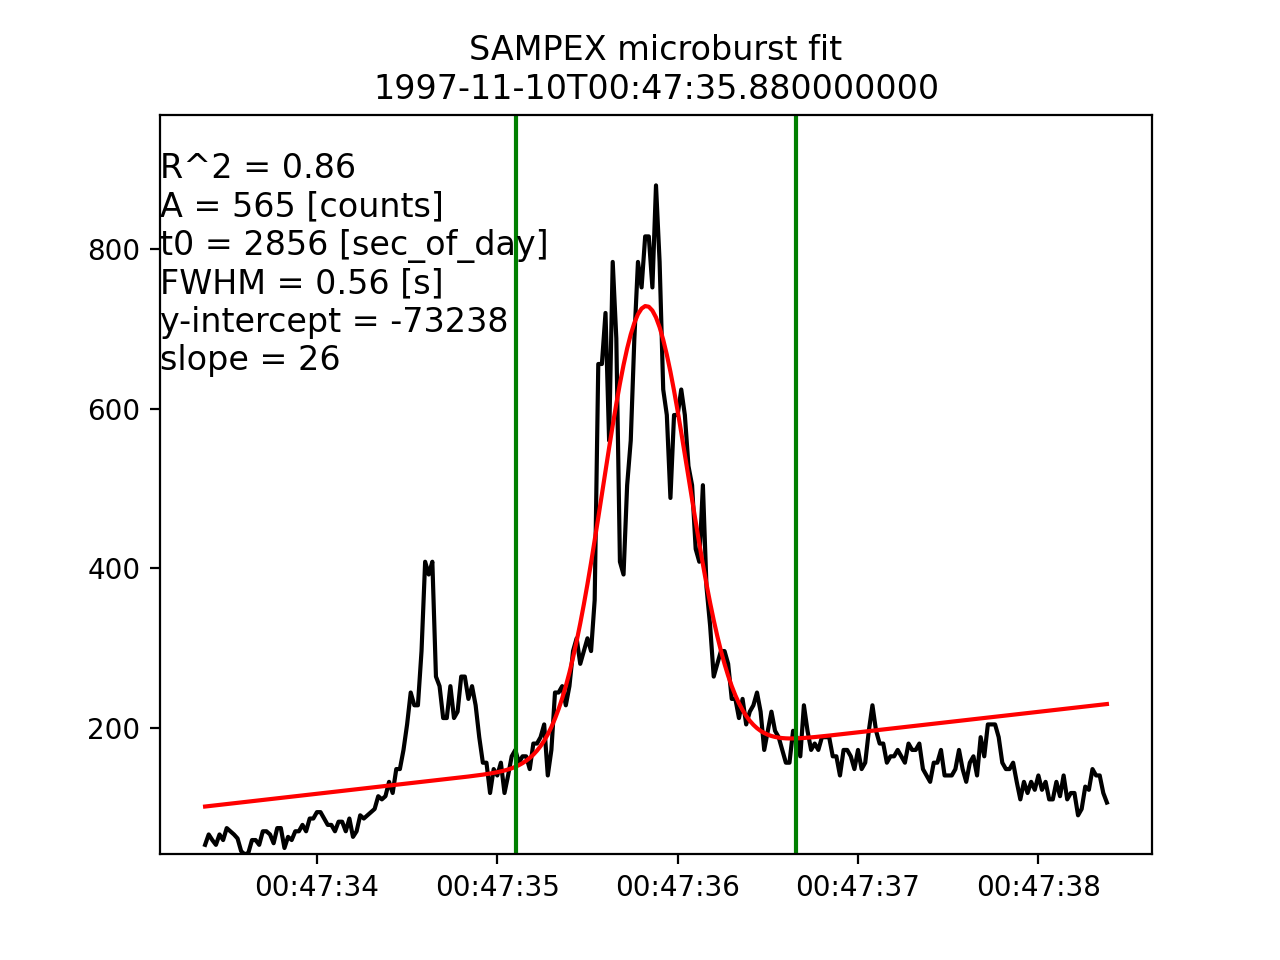 SAMPEX microburst fit
1997-11-10T00:47:35.880000000
R^2 = 0.86
A = 565 [counts]
t0 = 2856 [sec_of_day]
FWHM = 0.56 [s]
y-intercept = -73238
slope = 26
800
600
400
200
00:47:34 00:47:35 00:47:36 00:47:37 00:47:38